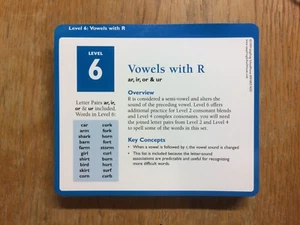 Level 6: Vowels with R
LEVEL
6
Letter Pairs ar, ir,
or & ur included.
Words in Level 6:
car cork
arm fork
shark horn
barn fort
farm storm
girl curl
shirt burn
bird hurt
skirt surf
corn curb
Vowels with R
ar, ir, or & ur
Overview
R is considered a semi-vowel and alters the
sound of the preceding vowel. Level 6 offers
additional practice for Level 2 consonant blends
and Level 4 complex consonants. you will need
the joined letter pairs from Level 2 and Level 4
to spell some of the words in this set.
Key Concepts
• When a vowel is followed by r, the vowel sound is changed
• This list is included because the letter-sound
associations are predictable and useful for recognizing
more difficult words.